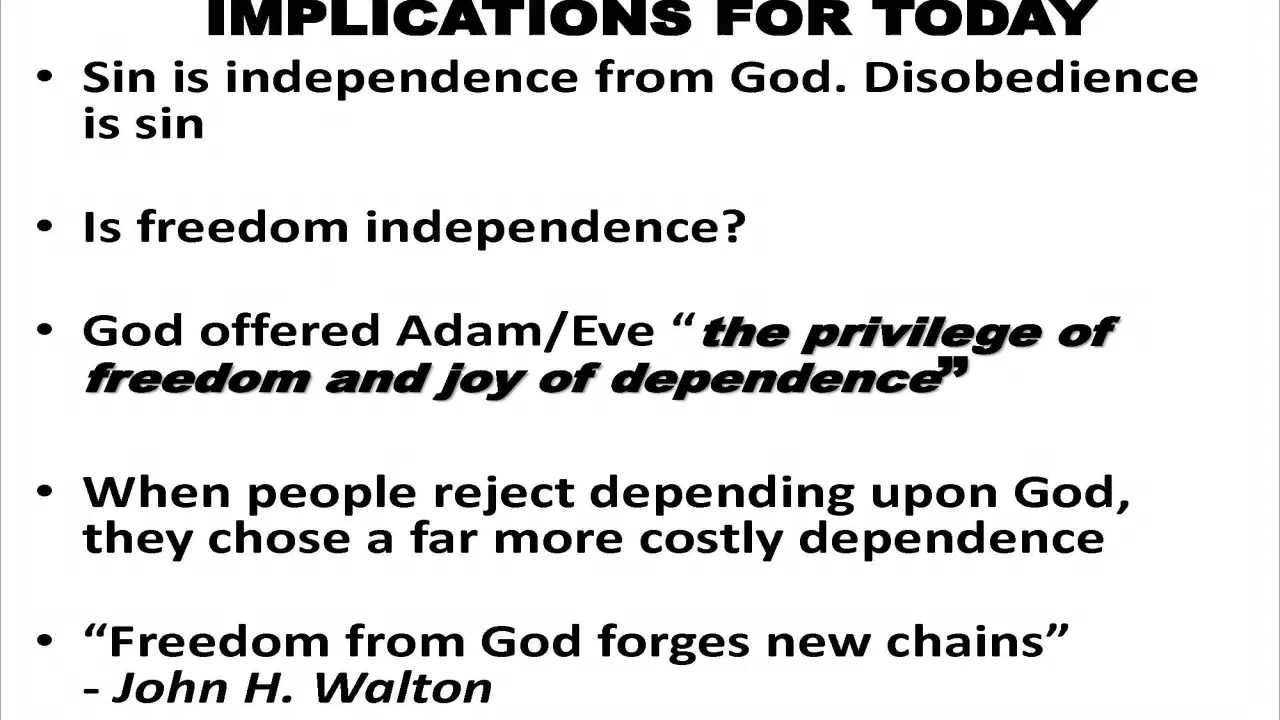 IMPLICATIONS FOR TODAY
• Sin is independence from God. Disobedience
is sin
• Is freedom independence?
• God offered Adam/Eve “the privilege of
freedom and joy of dependence”
• When people reject depending upon God,
they chose a far more costly dependence
• “Freedom from God forges new chains”
- John H. Walton